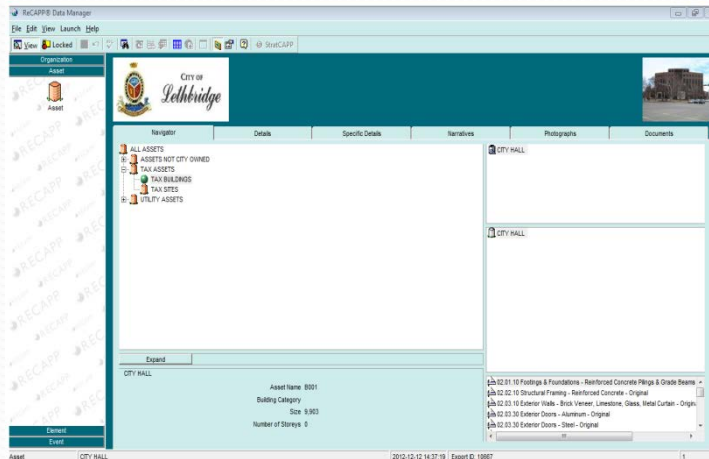 ReCAPP® Data Manager
File Edit View Launch Help
View Locked StratCAPP
Organization
Asset
Asset
CITY OF
Lethbridge
Navigator Details Specific Details Narratives Photographs Documents
ALL ASSETS
ASSETS NOT CITY OWNED
TAX ASSETS
TAX BUILDINGS
TAX SITES
UTILITY ASSETS
CITY HALL
CITY HALL
Expand
CITY HALL
Asset Name B001
Building Category
Size 9,903
Number of Storeys 0
02.01.10 Footings & Foundations - Reinforced Concrete Pilings & Grade Beams
02.02.10 Structural Framing - Reinforced Concrete - Original
02.03.10 Exterior Walls - Brick Veneer, Limestone, Glass, Metal Curtain - Origin
02.03.30 Exterior Doors - Aluminum - Original
02.03.30 Exterior Doors - Steel - Original
Element
Event
Asset CITY HALL 2012-12-12 14:37:19 Export ID: 10867 1